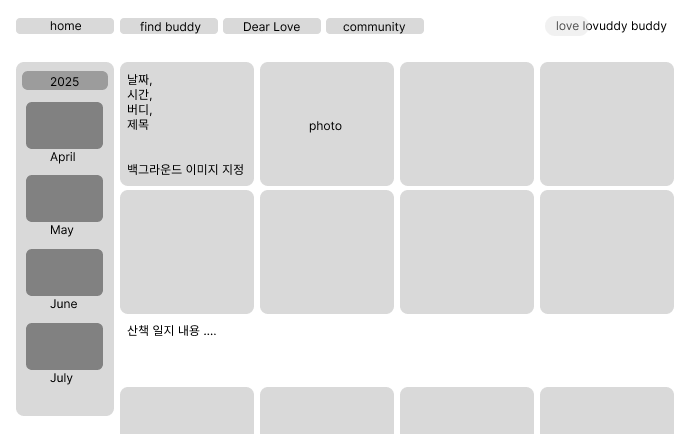 home
find buddy
Dear Love
community
love lovuddy buddy
2025
April
May
June
July
날짜,
시간,
버디,
제목
백그라운드 이미지 지정
photo
산책 일지 내용 ....